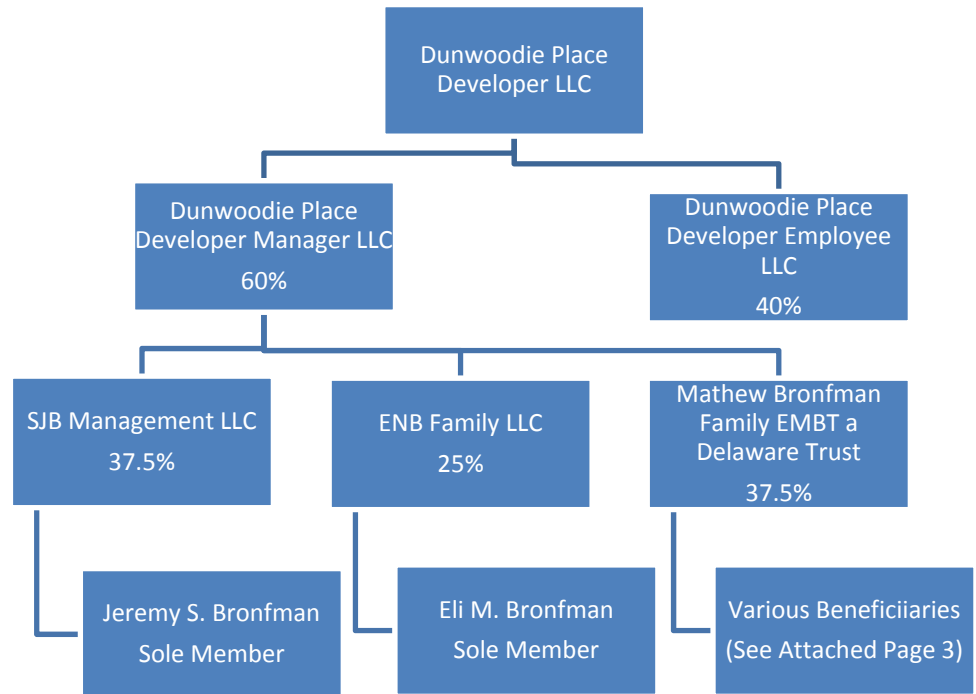 Dunwoodie Place
Developer LLC
Dunwoodie Place
Developer Manager LLC
60%
Dunwoodie Place
Developer Employee
LLC
40%
SJB Management LLC
37.5%
ENB Family LLC
25%
Mathew Bronfman
Family EMBT a
Delaware Trust
37.5%
Jeremy S. Bronfman
Sole Member
Eli M. Bronfman
Sole Member
Various Beneficiiaries
(See Attached Page 3)